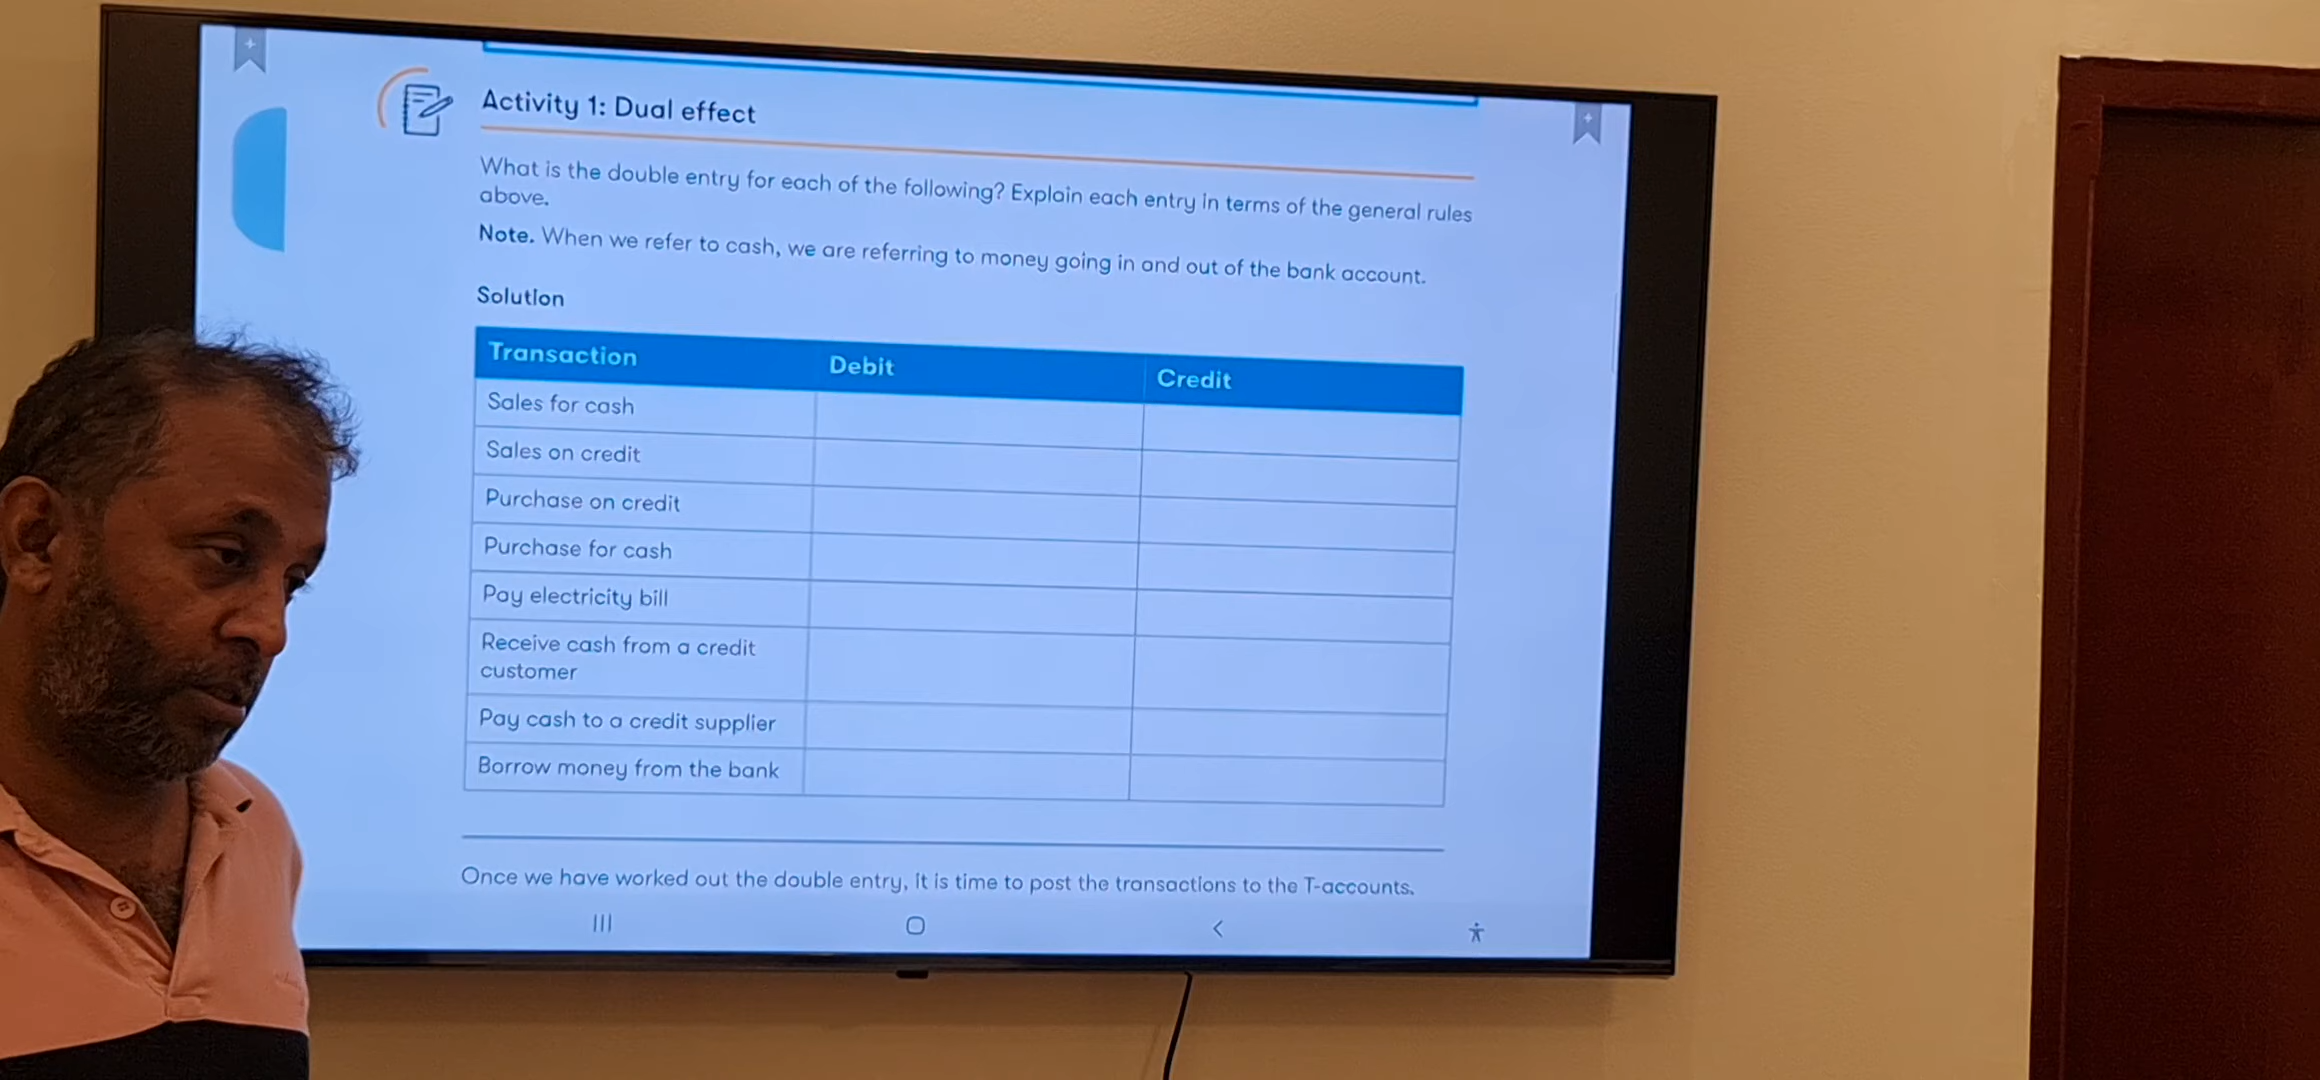 Activity 1: Dual effect
What is the double entry for each of the following? Explain each entry in terms of the general rules
above.
Note. When we refer to cash, we are referring to money going in and out of the bank account.
Solution
Transaction Debit Credit
Sales for cash
Sales on credit
Purchase on credit
Purchase for cash
Pay electricity bill
Receive cash from a credit
customer
Pay cash to a credit supplier
Borrow money from the bank
Once we have worked out the double entry, it is time to post the transactions to the T-accounts.